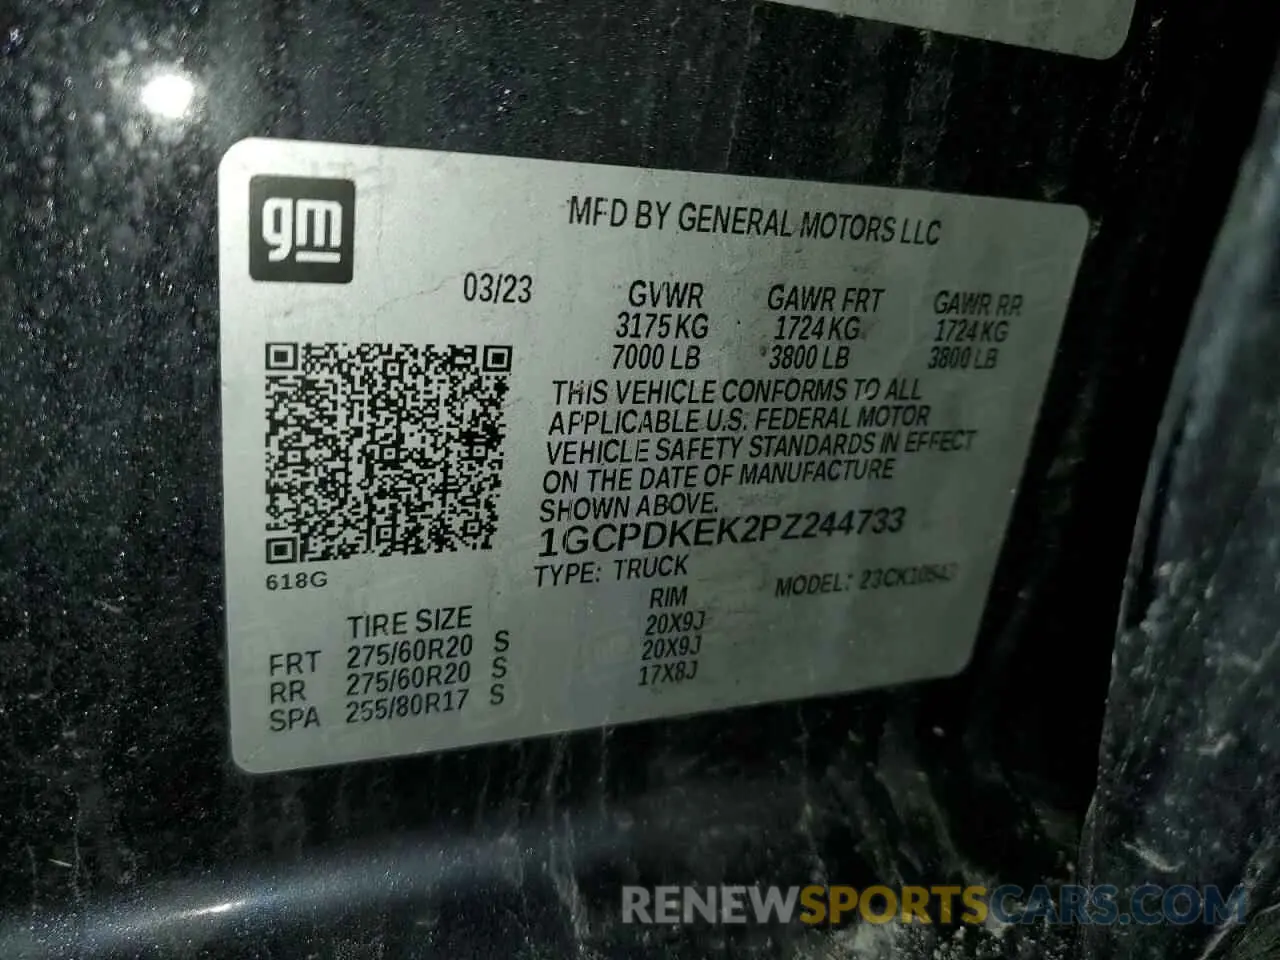 gm
MFD BY GENERAL MOTORS LLC
03/23 GVWR GAWR FRT GAWR RR
3175 KG 1724 KG 1724 KG
7000 LB 3800 LB 3800 LB
THIS VEHICLE CONFORMS TO ALL
APPLICABLE U.S. FEDERAL MOTOR
VEHICLE SAFETY STANDARDS IN EFFECT
ON THE DATE OF MANUFACTURE
SHOWN ABOVE.
1GCPDKEK2PZ244733
618G
TYPE: TRUCK MODEL:
TIRE SIZE RIM
FRT 275/60R20 S 20X9J
RR 275/60R20 S 20X9J
SPA 255/80R17 S 17X8J
RENEWSPORTSCARS.COM